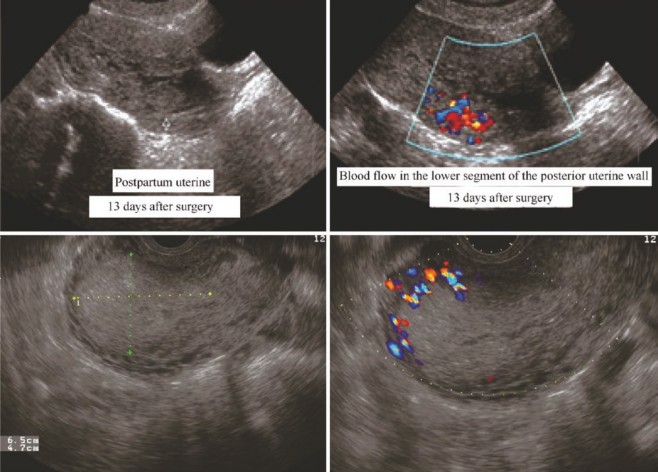 Postpartum uterine
13 days after surgery
Blood flow in the lower segment of the posterior uterine wall
13 days after surgery
12
12
1
6.5cm
4.7cm